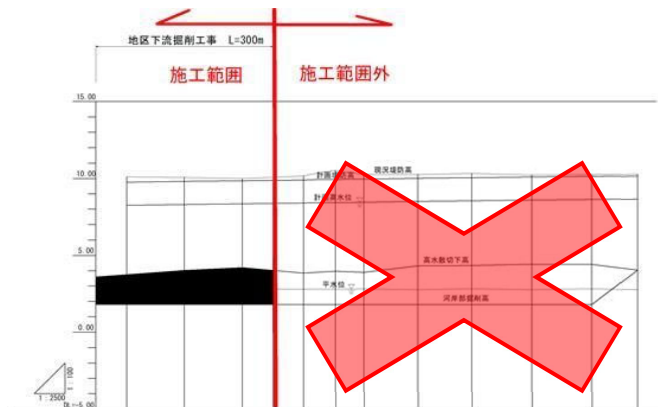 地区下流掘削工事 L=300m
施工範囲
施工範囲外
15.00
現況堤防高
計画堤防高
10.00
計画高水位
5.00
高水敷切下高
平水位
河岸部掘削高
0.00
1:100
1:2500
DL=-5.00